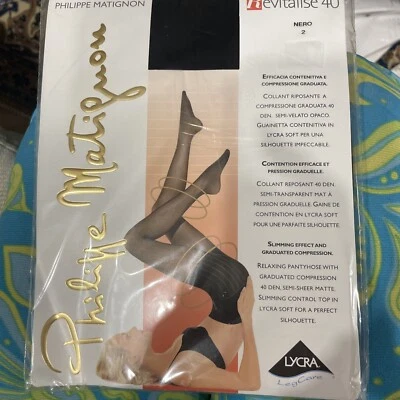 PHILIPPE MATIGNON
Revitalise 40
NERO
2
Philippe Matignon
EFFICACIA CONTENITIVA E
COMPRESSIONE GRADUATA.
COLLANT RIPOSANTE A
COMPRESSIONE GRADUATA 40
DEN. SEMI-VELATO OPACO.
GUAINETTA CONTENITIVA IN
LYCRA SOFT PER UNA
SILHOUETTE IMPECCABILE.
CONTENTION EFFICACE ET
PRESSION GRADUELLE.
COLLANT REPOSANT 40 DEN.
SEMI-TRANSPARENT MAT A
PRESSION GRADUELLE. GAINE DE
CONTENTION EN LYCRA SOFT
POUR UNE PARFAITE SILHOUETTE.
SLIMMING EFFECT AND
GRADUATED COMPRESSION.
RELAXING PANTYHOSE WITH
GRADUATED COMPRESSION
40 DEN, SEMI-SHEER MATTE.
SLIMMING CONTROL TOP IN
LYCRA SOFT FOR A PERFECT
SILHOUETTE.
LYCRA
LegCare